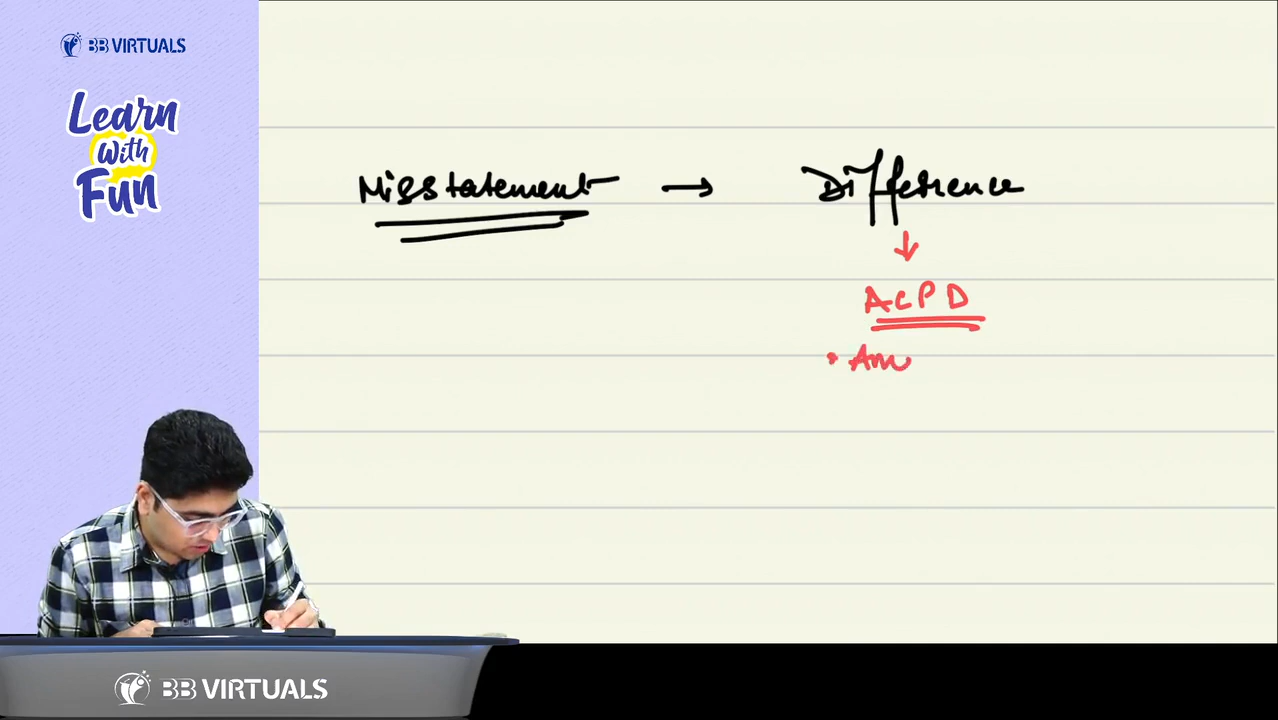 BB VIRTUALS
Learn
With
Fun
Misstatement → Difference
↓
ACPD
• Am
BB VIRTUALS